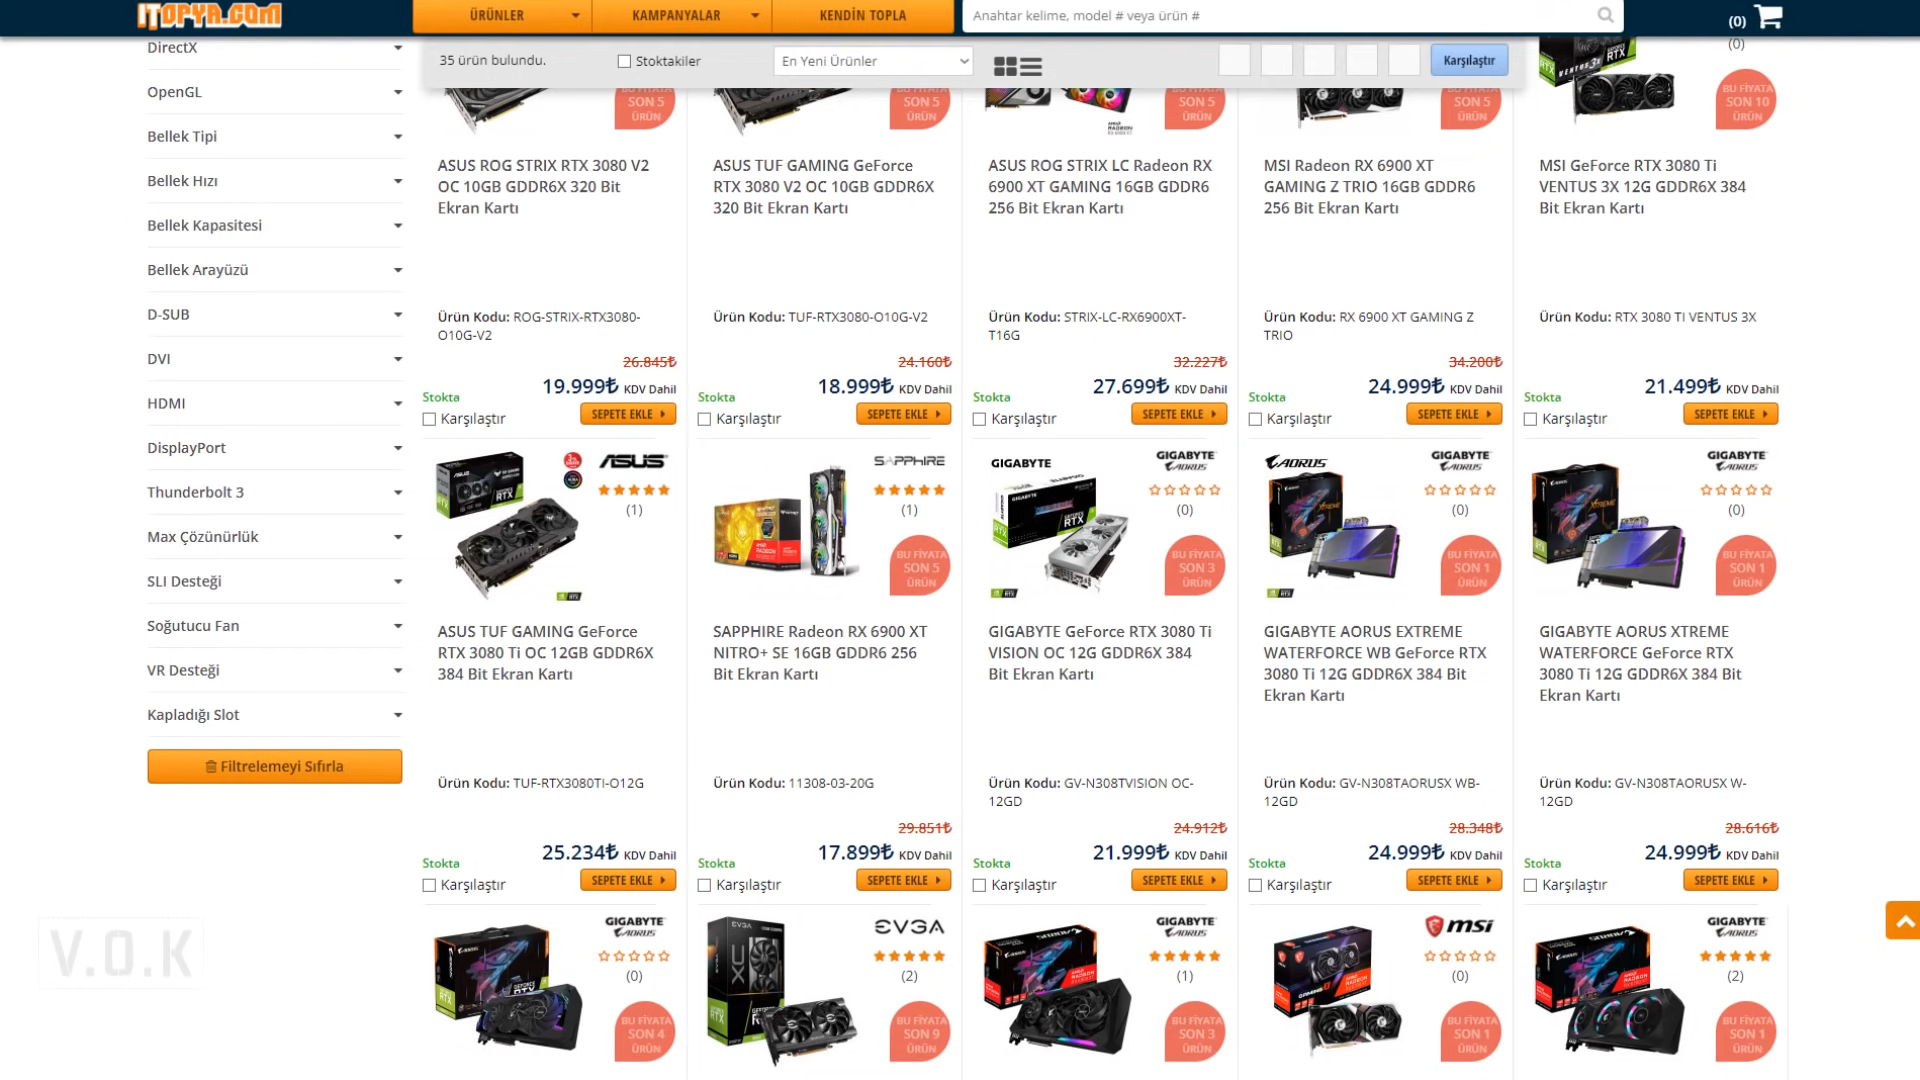 ITOPYA.COM
ÜRÜNLER
KAMPANYALAR
KENDİN TOPLA
Anahtar kelime, model # veya ürün #
(0)
35 ürün bulundu.
Stoktakiler
En Yeni Ürünler
Karşılaştır
DirectX
OpenGL
Bellek Tipi
Bellek Hızı
Bellek Kapasitesi
Bellek Arayüzü
D-SUB
DVI
HDMI
DisplayPort
Thunderbolt 3
Max Çözünürlük
SLI Desteği
Soğutucu Fan
VR Desteği
Kapladığı Slot
Filtrelemeyi Sıfırla
BU FİYATA
SON 5
ÜRÜN
ASUS ROG STRIX RTX 3080 V2
OC 10GB GDDR6X 320 Bit
Ekran Kartı
Ürün Kodu: ROG-STRIX-RTX3080-
O10G-V2
26.845₺
Stokta
19.999₺ KDV Dahil
Karşılaştır
SEPETE EKLE
BU FİYATA
SON 5
ÜRÜN
ASUS TUF GAMING GeForce
RTX 3080 V2 OC 10GB GDDR6X
320 Bit Ekran Kartı
Ürün Kodu: TUF-RTX3080-O10G-V2
24.160₺
Stokta
18.999₺ KDV Dahil
Karşılaştır
SEPETE EKLE
BU FİYATA
SON 5
ÜRÜN
ASUS ROG STRIX LC Radeon RX
6900 XT GAMING 16GB GDDR6
256 Bit Ekran Kartı
Ürün Kodu: STRIX-LC-RX6900XT-
T16G
32.227₺
Stokta
27.699₺ KDV Dahil
Karşılaştır
SEPETE EKLE
BU FİYATA
SON 5
ÜRÜN
MSI Radeon RX 6900 XT
GAMING Z TRIO 16GB GDDR6
256 Bit Ekran Kartı
Ürün Kodu: RX 6900 XT GAMING Z
TRIO
34.200₺
Stokta
24.999₺ KDV Dahil
Karşılaştır
SEPETE EKLE
(0)
VENTUS 3X
RTX
BU FİYATA
SON 10
ÜRÜN
MSI GeForce RTX 3080 Ti
VENTUS 3X 12G GDDR6X 384
Bit Ekran Kartı
Ürün Kodu: RTX 3080 TI VENTUS 3X
Stokta
21.499₺ KDV Dahil
Karşılaştır
SEPETE EKLE
ASUS
(1)
RTX
ASUS TUF GAMING GeForce
RTX 3080 Ti OC 12GB GDDR6X
384 Bit Ekran Kartı
Ürün Kodu: TUF-RTX3080TI-O12G
Stokta
25.234₺ KDV Dahil
Karşılaştır
SEPETE EKLE
SAPPHIRE
(1)
BU FİYATA
SON 5
ÜRÜN
SAPPHIRE Radeon RX 6900 XT
NITRO+ SE 16GB GDDR6 256
Bit Ekran Kartı
Ürün Kodu: 11308-03-20G
29.851₺
Stokta
17.899₺ KDV Dahil
Karşılaştır
SEPETE EKLE
GIGABYTE
GIGABYTE
AORUS
(0)
GIGABYTE
RTX
BU FİYATA
SON 3
ÜRÜN
GIGABYTE GeForce RTX 3080 Ti
VISION OC 12G GDDR6X 384
Bit Ekran Kartı
Ürün Kodu: GV-N308TVISION OC-
12GD
24.912₺
Stokta
21.999₺ KDV Dahil
Karşılaştır
SEPETE EKLE
AORUS
GIGABYTE
AORUS
(0)
BU FİYATA
SON 1
ÜRÜN
GIGABYTE AORUS EXTREME
WATERFORCE WB GeForce RTX
3080 Ti 12G GDDR6X 384 Bit
Ekran Kartı
Ürün Kodu: GV-N308TAORUSX WB-
12GD
28.348₺
Stokta
24.999₺ KDV Dahil
Karşılaştır
SEPETE EKLE
GIGABYTE
AORUS
(0)
BU FİYATA
SON 1
ÜRÜN
GIGABYTE AORUS XTREME
WATERFORCE GeForce RTX
3080 Ti 12G GDDR6X 384 Bit
Ekran Kartı
Ürün Kodu: GV-N308TAORUSX W-
12GD
28.616₺
Stokta
24.999₺ KDV Dahil
Karşılaştır
SEPETE EKLE
GIGABYTE
AORUS
(0)
BU FİYATA
SON 4
ÜRÜN
EVGA
EVGA
XC
(2)
BU FİYATA
SON 9
ÜRÜN
GIGABYTE
AORUS
(1)
BU FİYATA
SON 3
ÜRÜN
msi
(0)
BU FİYATA
SON 1
ÜRÜN
GIGABYTE
AORUS
(2)
BU FİYATA
SON 1
ÜRÜN
V.O.K